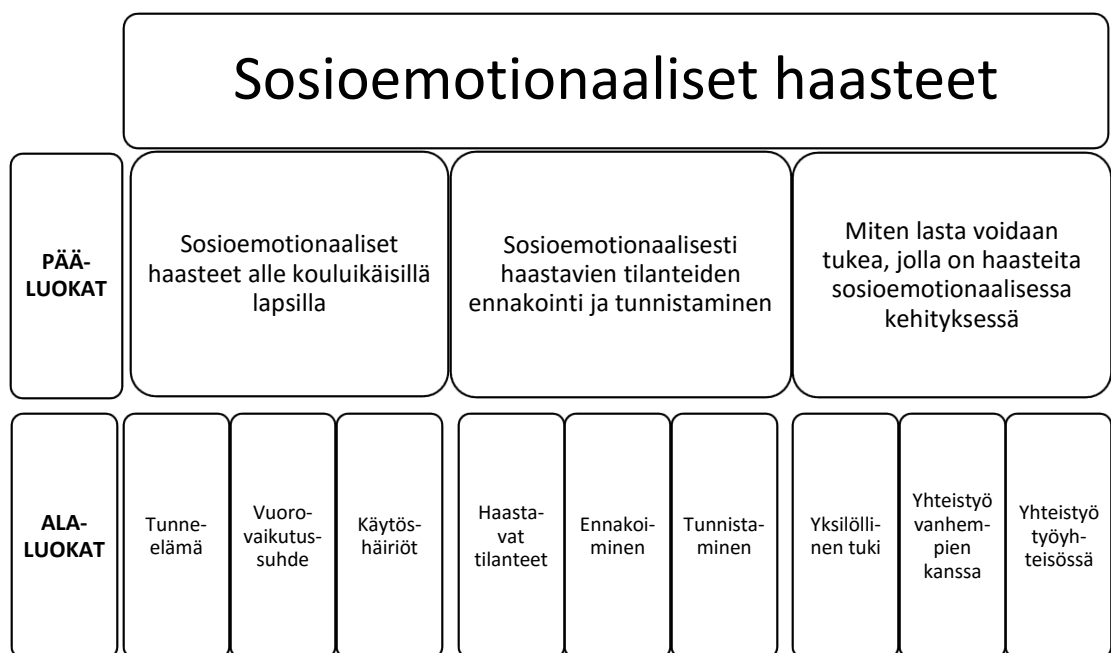 Sosioemotionaaliset haasteet
PÄÄ-
LUOKAT
Sosioemotionaaliset
haasteet alle kouluikäisillä
lapsilla
Sosioemotionaalisesti
haastavien tilanteiden
ennakointi ja tunnistaminen
Miten lasta voidaan
tukea, jolla on haasteita
sosioemotionaalisessa
kehityksessä
ALA-
LUOKAT
Tunne-
elämä
Vuoro-
vaikutus-
suhde
Käytös-
häiriöt
Haasta-
vat
tilanteet
Ennakoi-
minen
Tunnista-
minen
Yksilölli-
nen tuki
Yhteistyö
vanhem-
pien
kanssa
Yhteistyö
työyh-
teisössä